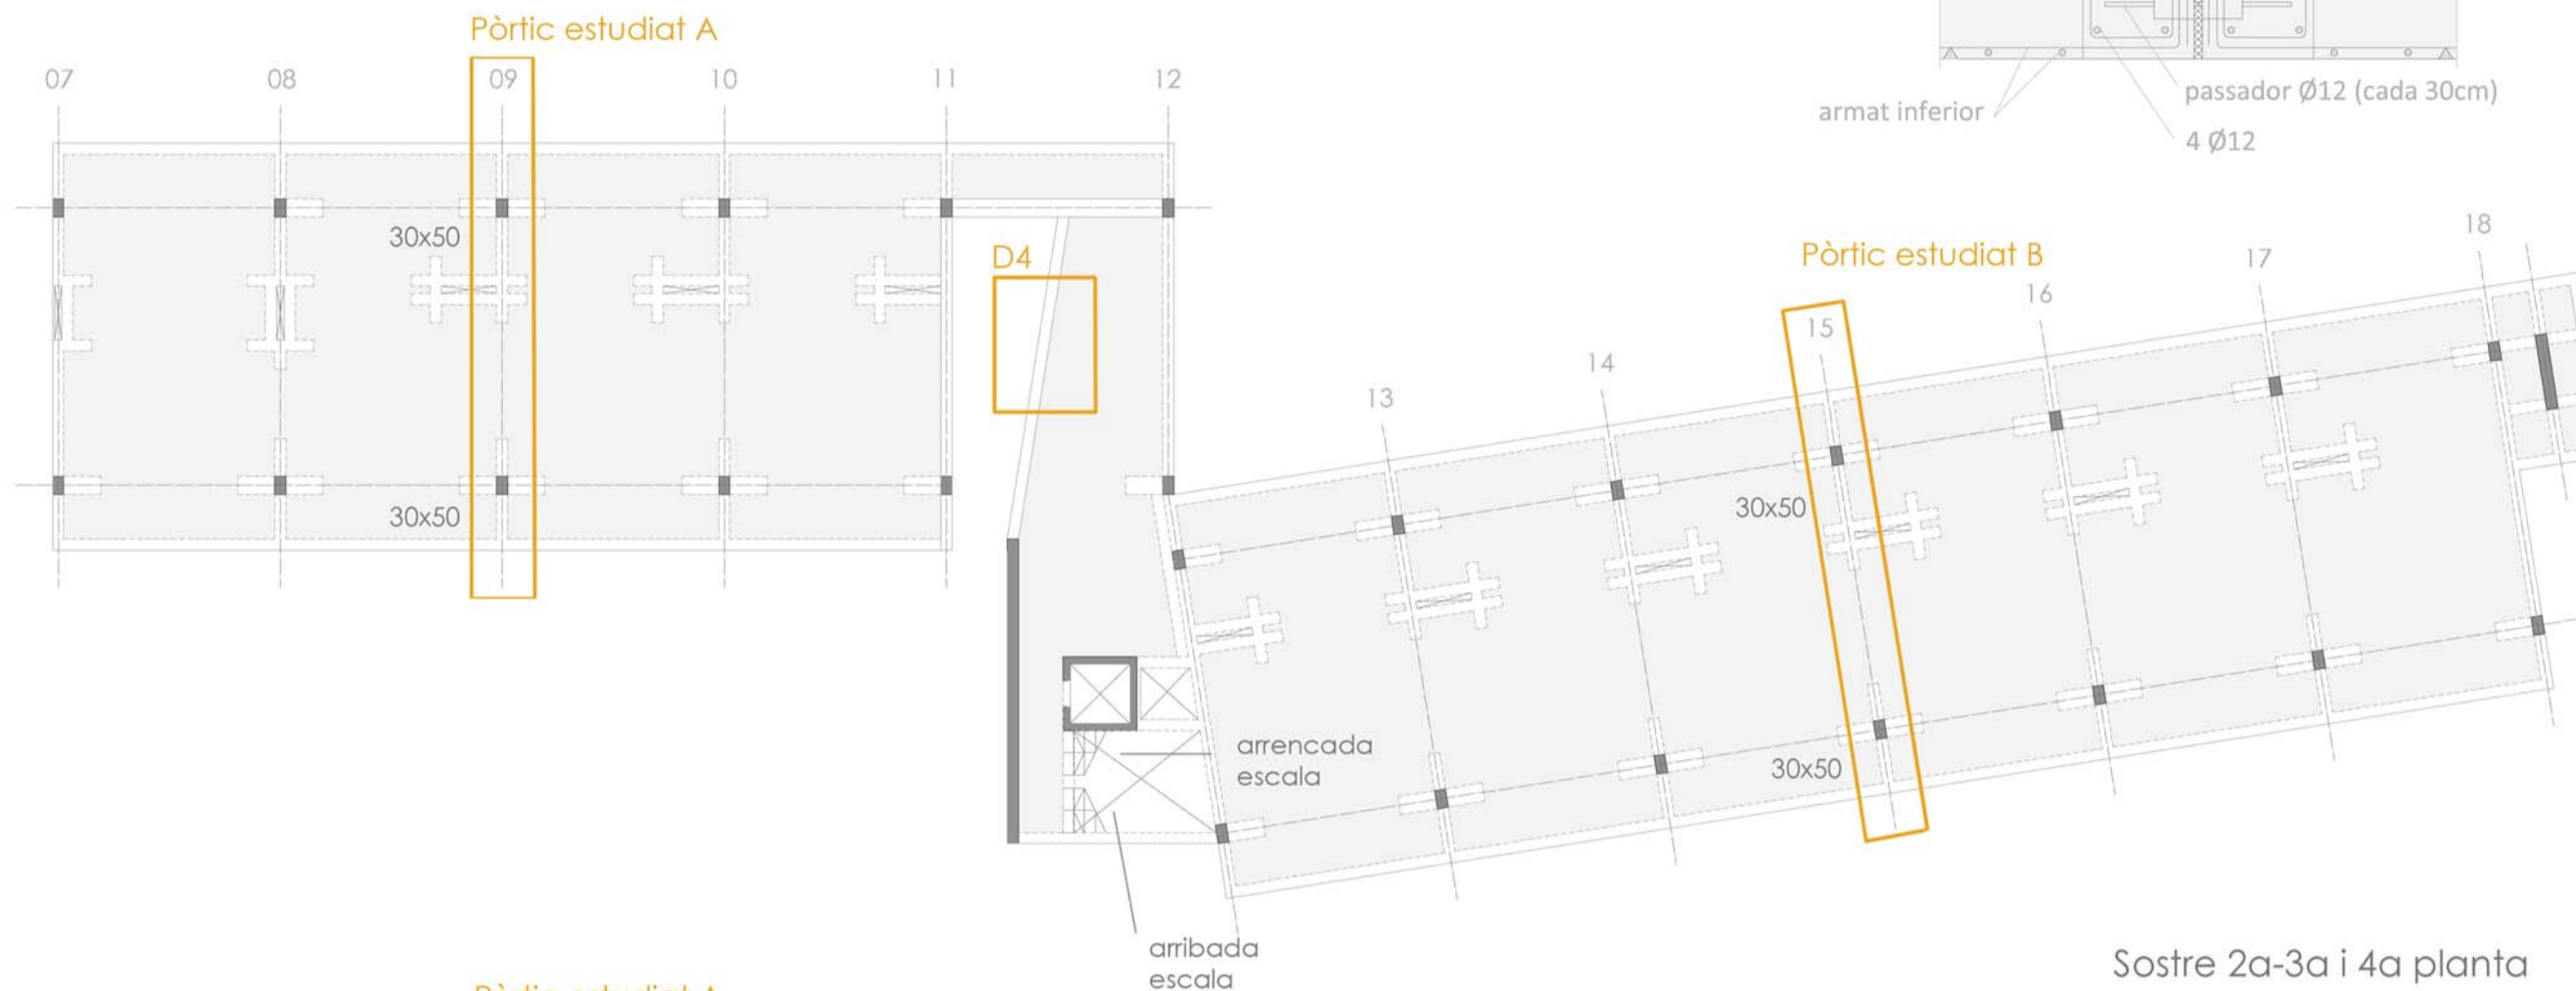 Pòrtic estudiat A
07
08
09
10
11
12
armat inferior
passador Ø12 (cada 30cm)
4 Ø12
30x50
D4
30x50
Pòrtic estudiat B
13
14
15
16
17
18
30x50
30x50
arrencada
escala
arribada
escala
Sostre 2a-3a i 4a planta
Pòrtic estudiat A